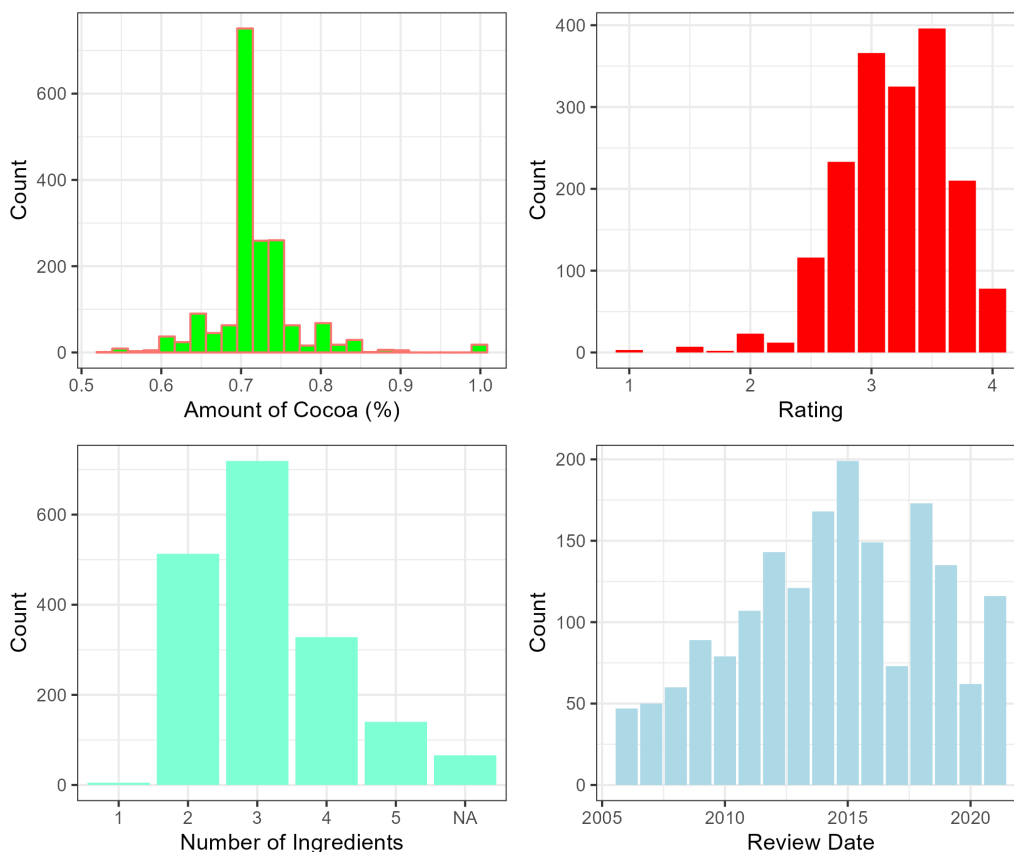 Count
600
400
200
0
0.5 0.6 0.7 0.8 0.9 1.0
Amount of Cocoa (%)
Count
400
300
200
100
0
1 2 3 4
Rating
Count
600
400
200
0
1 2 3 4 5 NA
Number of Ingredients
Count
200
150
100
50
0
2005 2010 2015 2020
Review Date